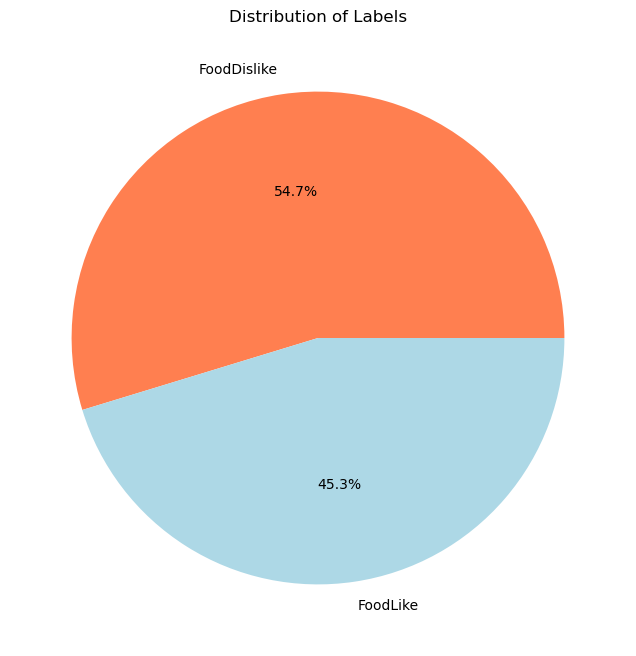 Distribution of Labels
FoodDislike
54.7%
45.3%
FoodLike